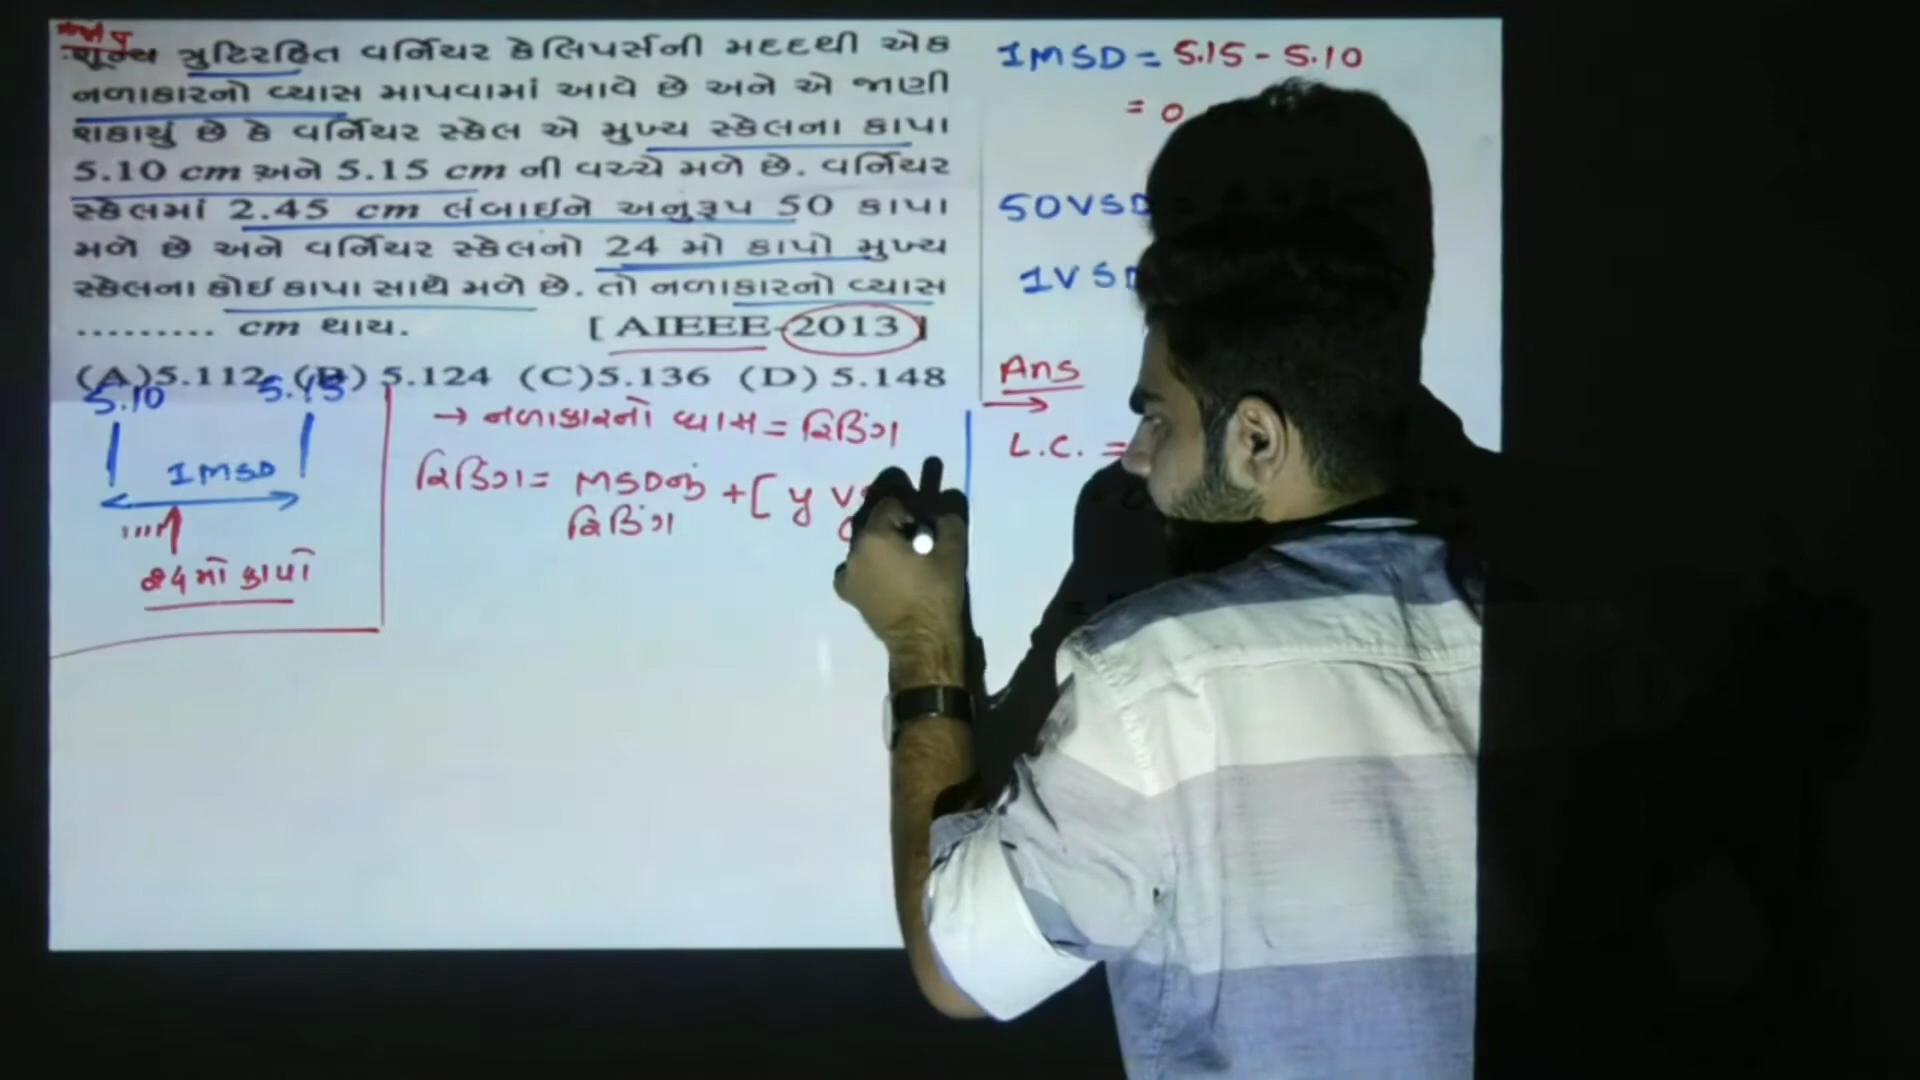 શૂન્ય ત્રુટિરહિત વર્નિયર કેલિપર્સની મદદથી એક
નળાકારનો વ્યાસ માપવામાં આવે છે અને એ જાણી
શકાયું છે કે વર્નિયર સ્કેલ એ મુખ્ય સ્કેલના કાપા
5.10 cm અને 5.15 cm ની વચ્ચે મળે છે. વર્નિયર
સ્કેલમાં 2.45 cm લંબાઇને અનુરૂપ 50 કાપા
મળે છે અને વર્નિયર સ્કેલનો 24 મો કાપો મુખ્ય
સ્કેલના કોઇ કાપા સાથે મળે છે. તો નળાકારનો વ્યાસ
......... cm થાય. [ AIEEE-2013 ]
(A)5.112 (B) 5.124 (C)5.136 (D) 5.148
5.10 5.15
1MSD
24મો કાપો
→ નળાકારનો વ્યાસ = રિડિંગ
રિડિંગ = MSDનું + [ y
રિડિંગ
1MSD = 5.15 - 5.10
= 0
50VSD =
1VSD
Ans
L.C. =